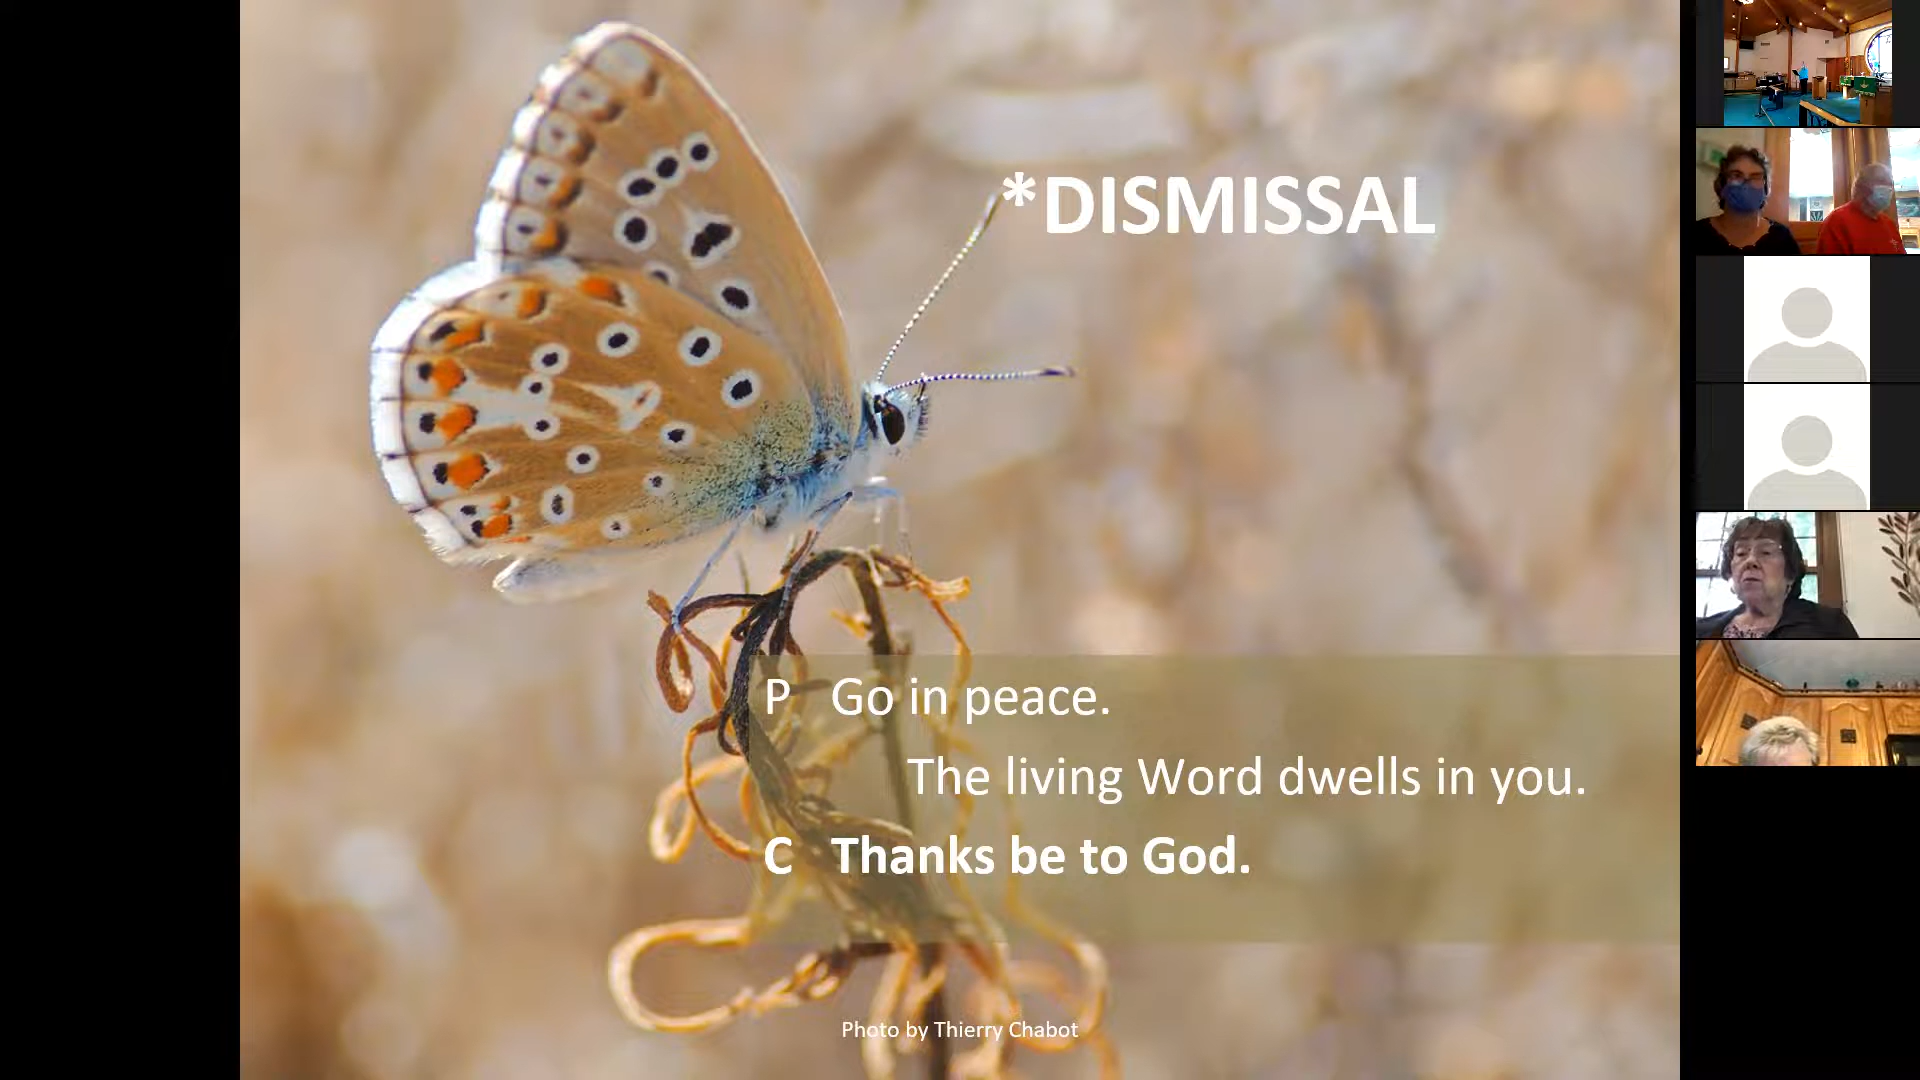 *DISMISSAL
P Go in peace.
The living Word dwells in you.
C Thanks be to God.
Photo by Thierry Chabot